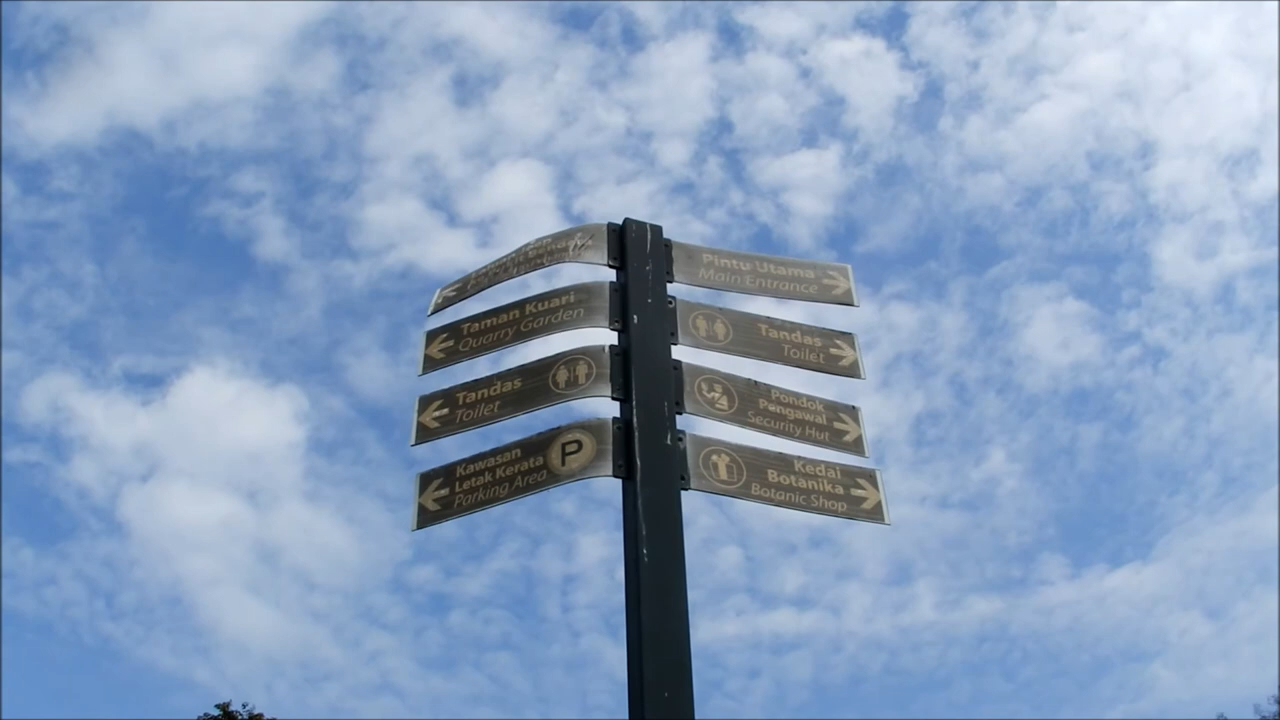 Taman Kuari
Quarry Garden
Tandas
Toilet
Kawasan
Letak Kerata
Parking Area
P
Pintu Utama
Main Entrance
Tandas
Toilet
Pondok
Pengawal
Security Hut
Kedai
Botanika
Botanic Shop